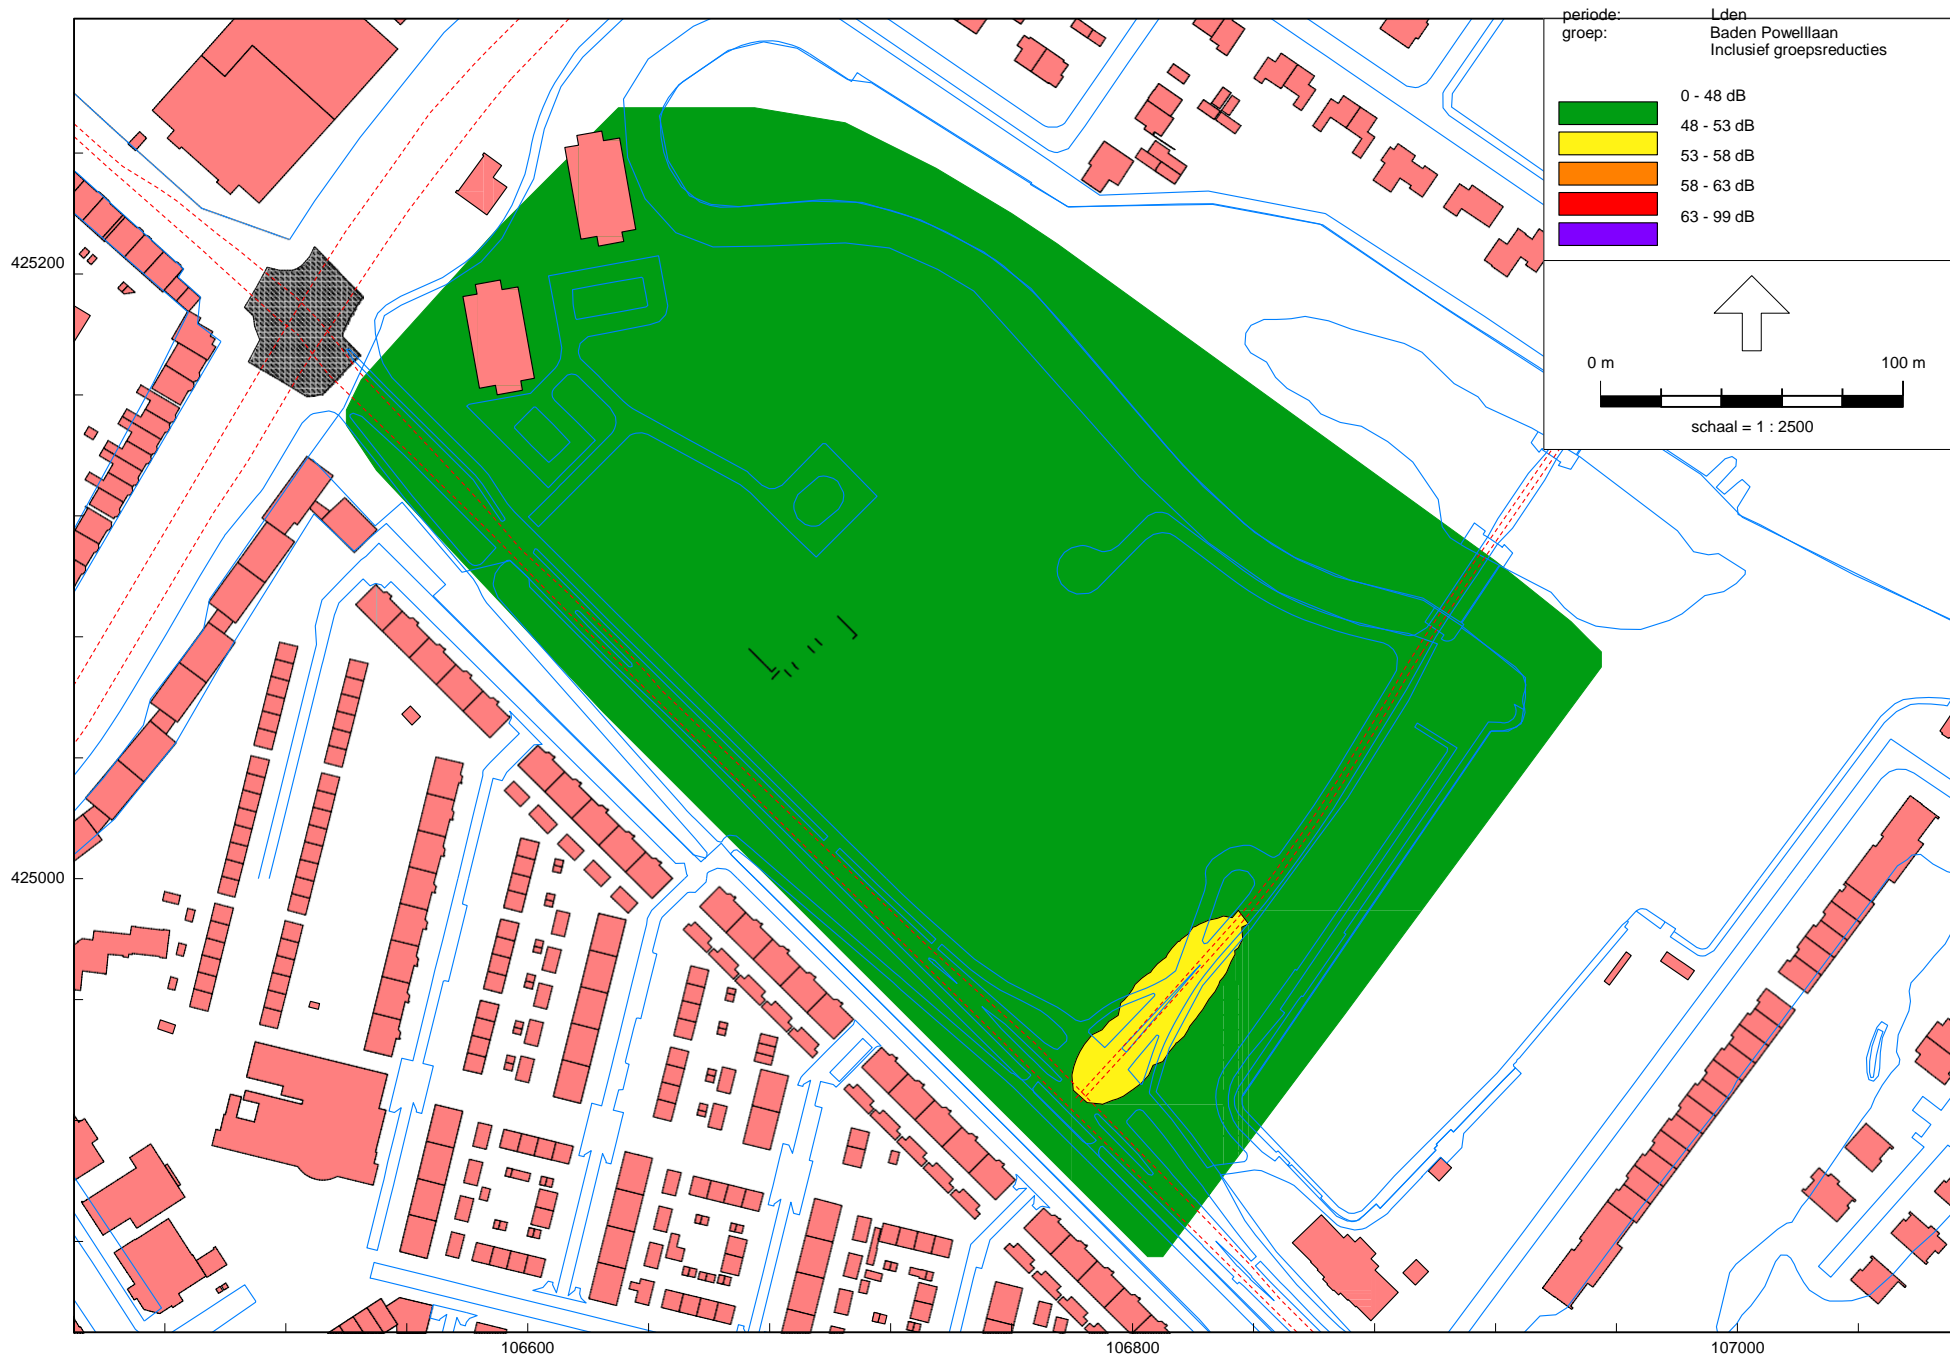 periode: Lden
groep: Baden Powelllaan
Inclusief groepsreducties
0 - 48 dB
48 - 53 dB
53 - 58 dB
58 - 63 dB
63 - 99 dB
0 m 100 m
schaal = 1 : 2500
425200
425000
106600 106800 107000